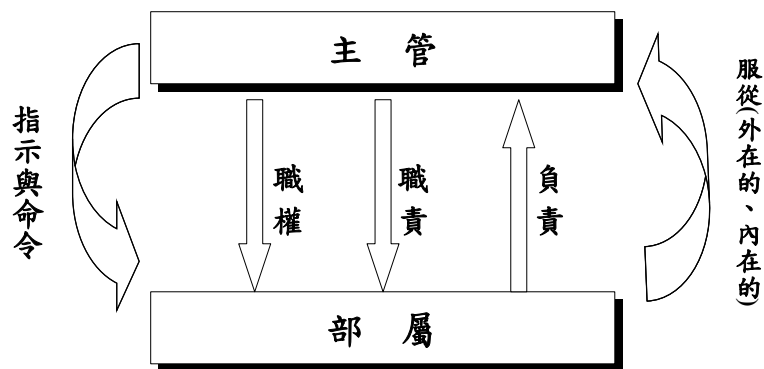 主管
指示與命令
職權
職責
負責
服從(外在的、內在的)
部屬